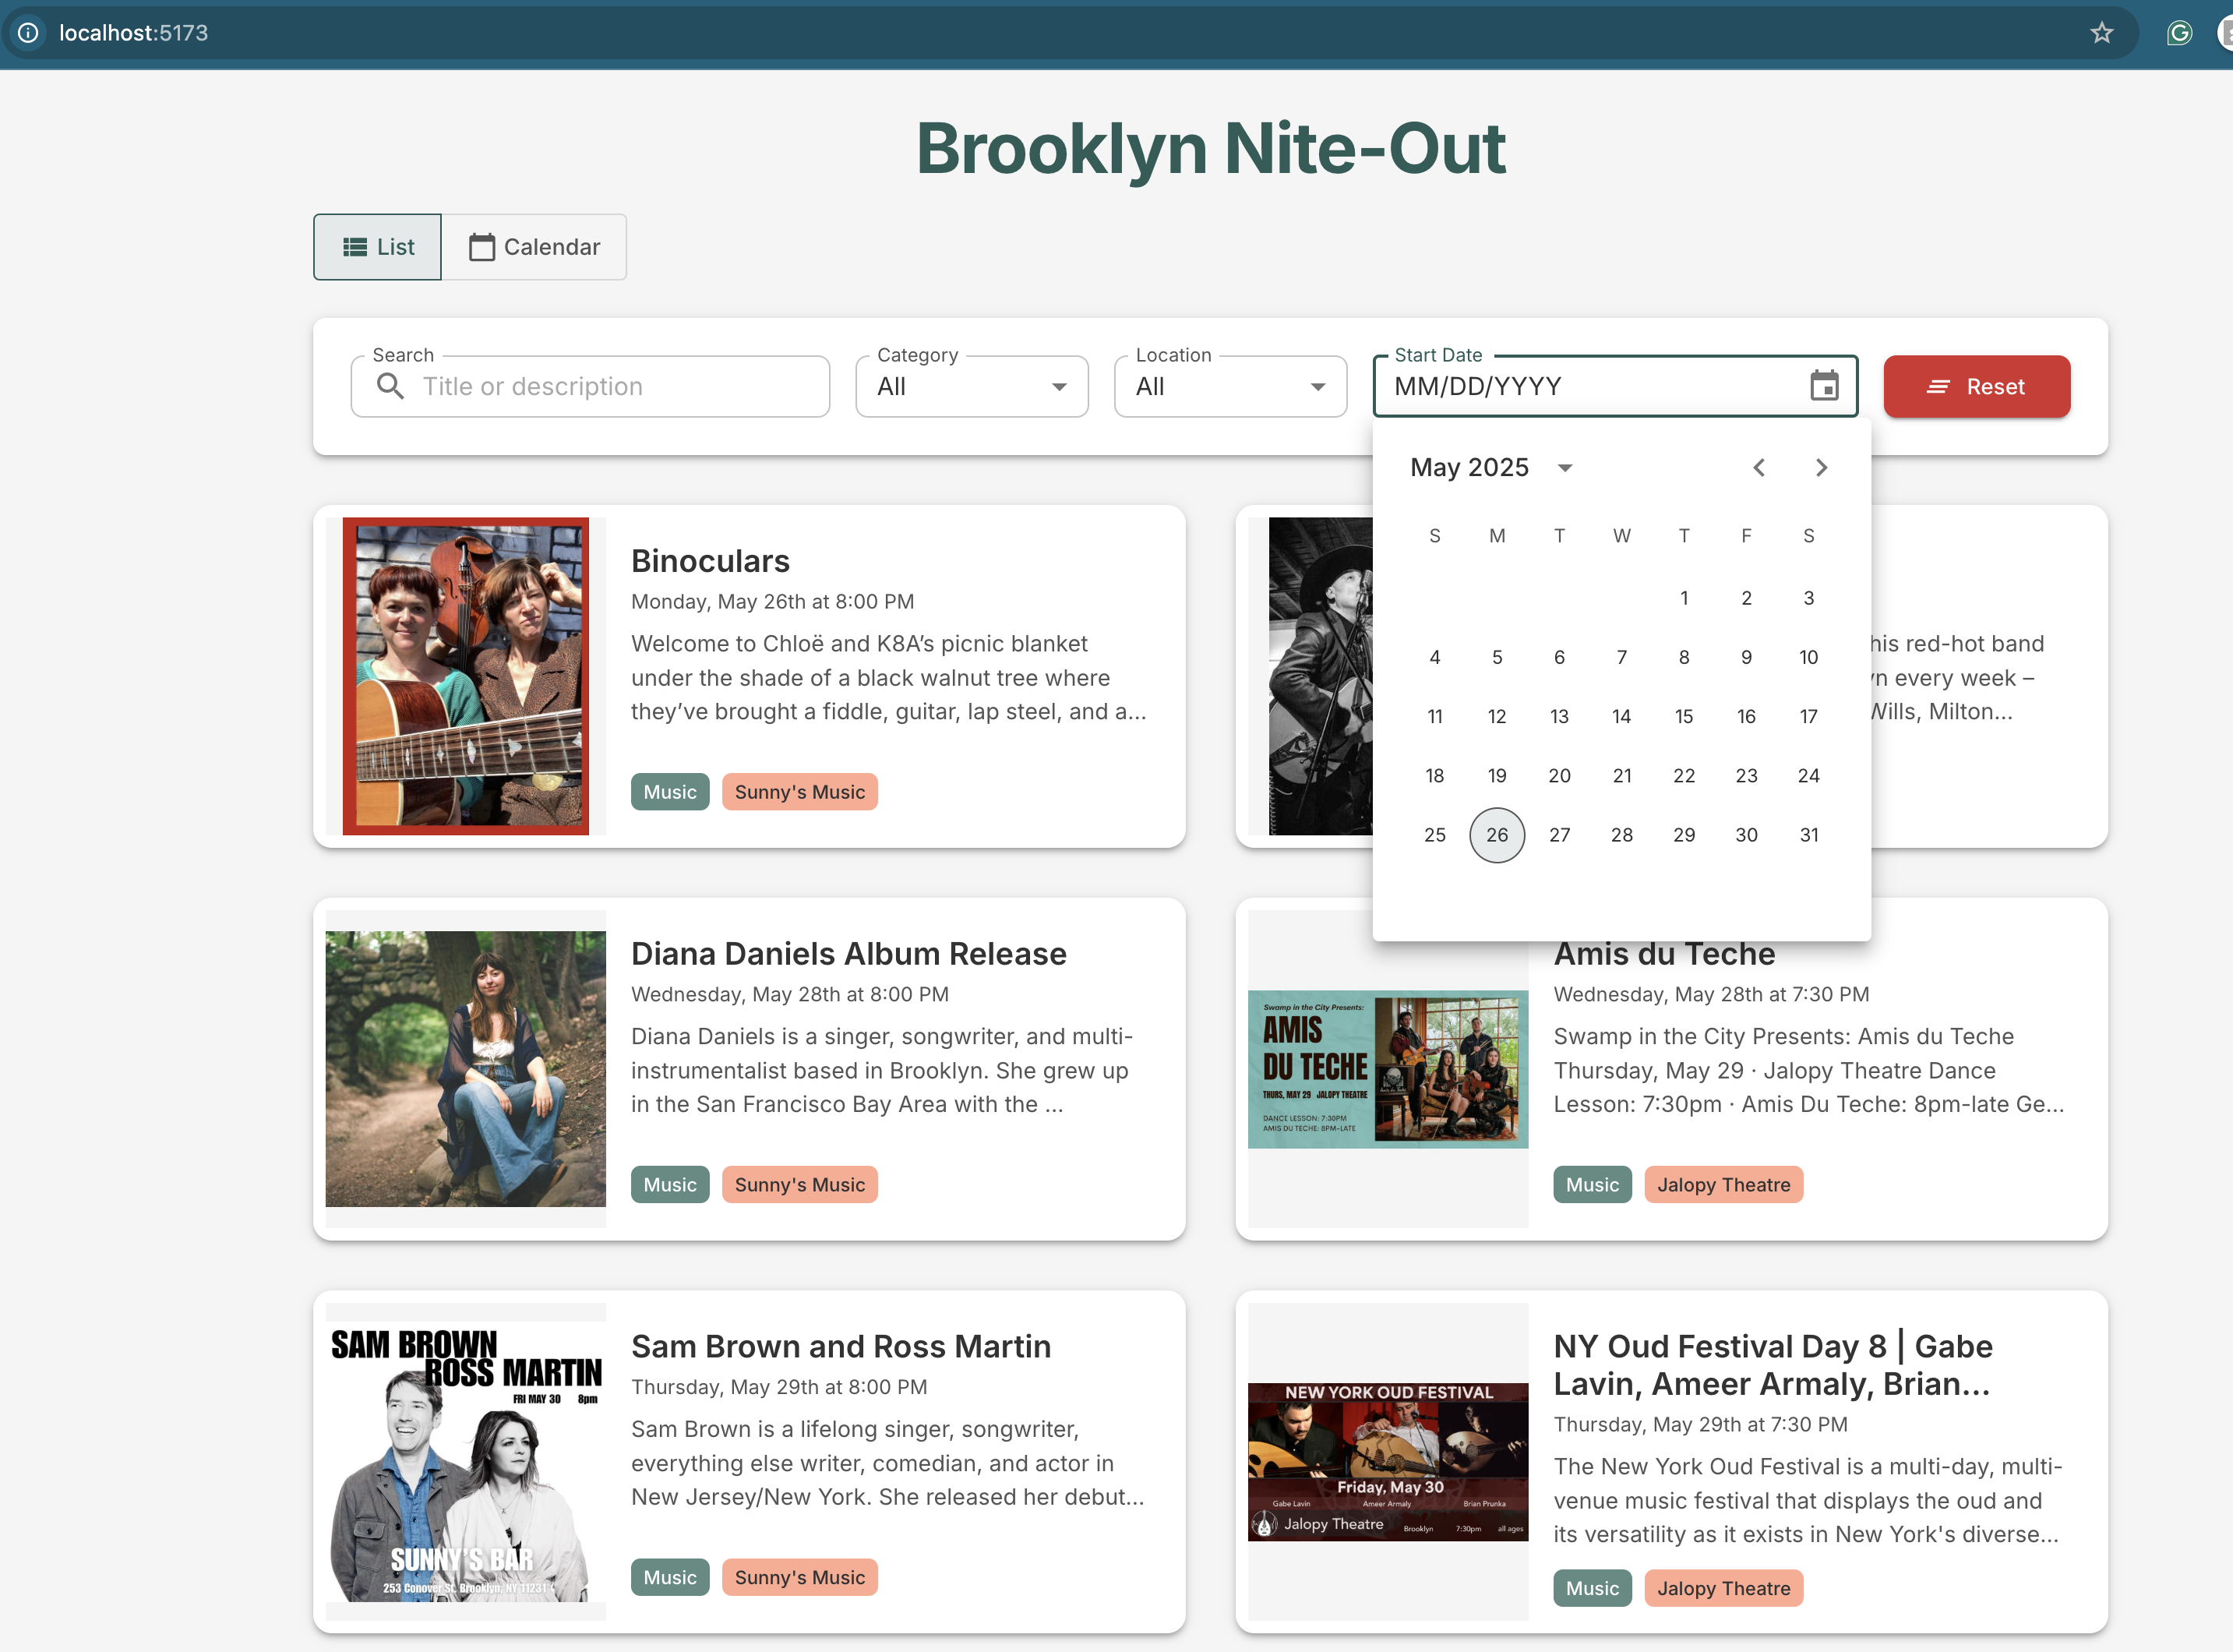 localhost:5173
Brooklyn Nite-Out
List
Calendar
Search
Title or description
Category
All
Location
All
Start Date
MM/DD/YYYY
Reset
May 2025
S M T W T F S
1 2 3
4 5 6 7 8 9 10
11 12 13 14 15 16 17
18 19 20 21 22 23 24
25 26 27 28 29 30 31
Binoculars
Monday, May 26th at 8:00 PM
Welcome to Chloë and K8A’s picnic blanket
under the shade of a black walnut tree where
they’ve brought a fiddle, guitar, lap steel, and a...
Music
Sunny's Music
his red-hot band
every week –
Wills, Milton...
Diana Daniels Album Release
Wednesday, May 28th at 8:00 PM
Diana Daniels is a singer, songwriter, and multi-
instrumentalist based in Brooklyn. She grew up
in the San Francisco Bay Area with the ...
Music
Sunny's Music
Swamp in the City Presents:
AMIS
DU TECHE
THURS, MAY 29 JALOPY THEATRE
DANCE LESSON: 7:30PM
AMIS DU TECHE: 8PM-LATE
Amis du Teche
Wednesday, May 28th at 7:30 PM
Swamp in the City Presents: Amis du Teche
Thursday, May 29 · Jalopy Theatre Dance
Lesson: 7:30pm · Amis Du Teche: 8pm-late Ge...
Music
Jalopy Theatre
SAM BROWN
ROSS MARTIN
FRI MAY 30 8pm
SUNNY'S BAR
253 Conover St. Brooklyn, NY 11231
Sam Brown and Ross Martin
Thursday, May 29th at 8:00 PM
Sam Brown is a lifelong singer, songwriter,
everything else writer, comedian, and actor in
New Jersey/New York. She released her debut...
Music
Sunny's Music
NEW YORK OUD FESTIVAL
Friday, May 30
Gabe Lavin Ameer Armaly Brian Prunka
Jalopy Theatre Brooklyn 7:30pm all ages
NY Oud Festival Day 8 | Gabe
Lavin, Ameer Armaly, Brian...
Thursday, May 29th at 7:30 PM
The New York Oud Festival is a multi-day, multi-
venue music festival that displays the oud and
its versatility as it exists in New York's diverse...
Music
Jalopy Theatre